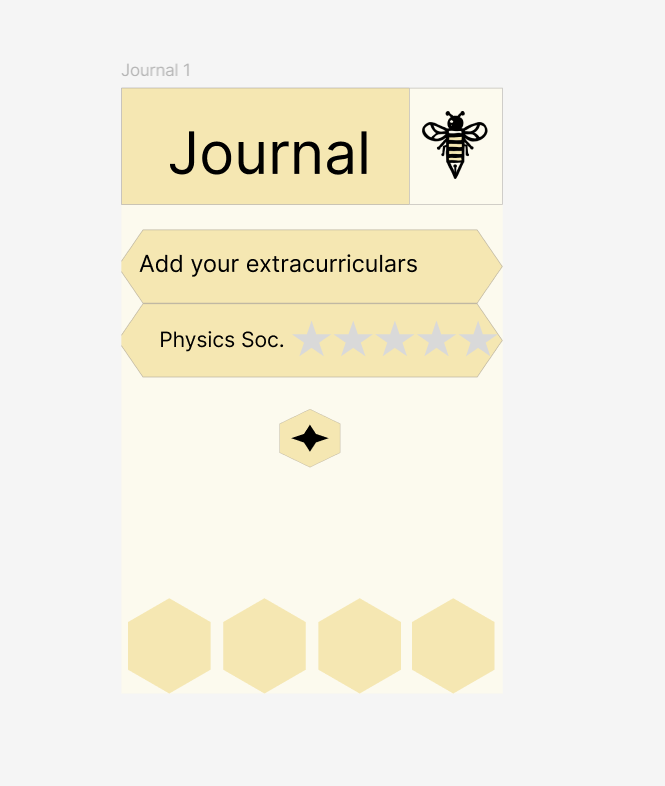 Journal 1
Journal
Add your extracurriculars
Physics Soc.